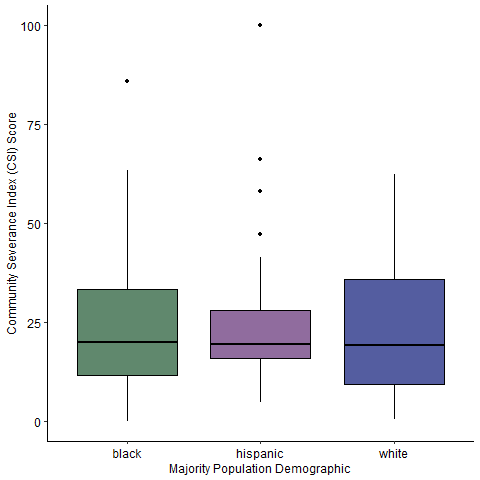 Community Severance Index (CSI) Score
100
75
50
25
0
black hispanic white
Majority Population Demographic